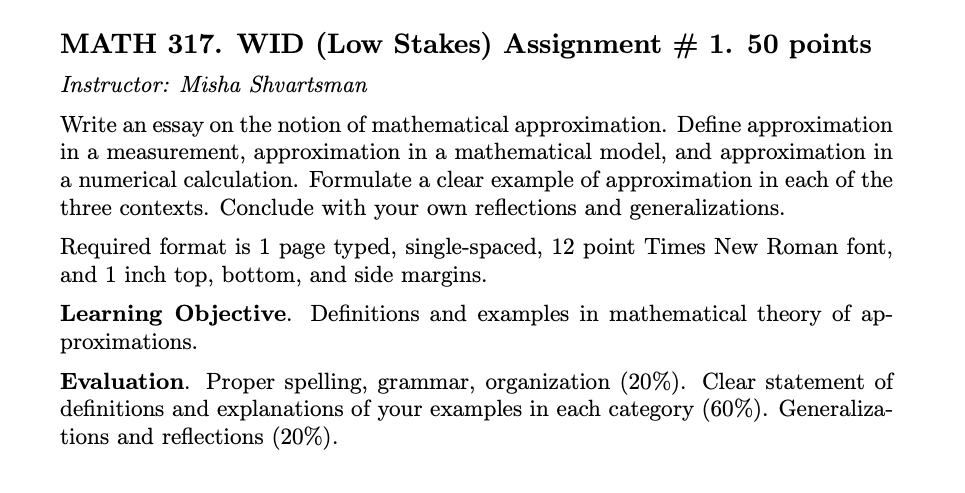 MATH 317. WID (Low Stakes) Assignment # 1. 50 points
Instructor: Misha Shvartsman
Write an essay on the notion of mathematical approximation. Define approximation
in a measurement, approximation in a mathematical model, and approximation in
a numerical calculation. Formulate a clear example of approximation in each of the
three contexts. Conclude with your own reflections and generalizations.
Required format is 1 page typed, single-spaced, 12 point Times New Roman font,
and 1 inch top, bottom, and side margins.
Learning Objective. Definitions and examples in mathematical theory of ap-
proximations.
Evaluation. Proper spelling, grammar, organization (20%). Clear statement of
definitions and explanations of your examples in each category (60%). Generaliza-
tions and reflections (20%).